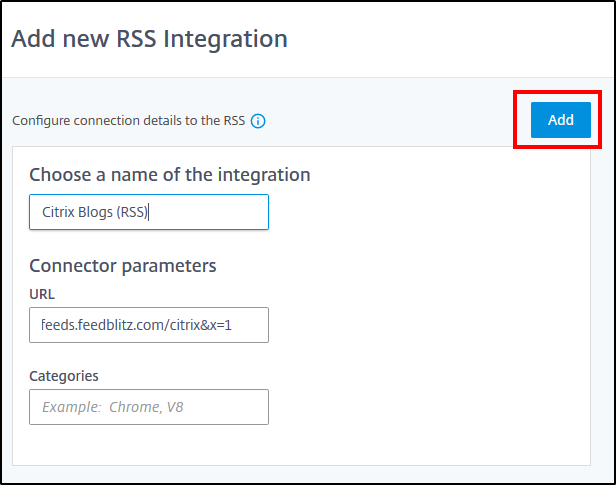 Add new RSS Integration
Configure connection details to the RSS
Add
Choose a name of the integration
Citrix Blogs (RSS)
Connector parameters
URL
feeds.feedblitz.com/citrix&x=1
Categories
Example: Chrome, V8